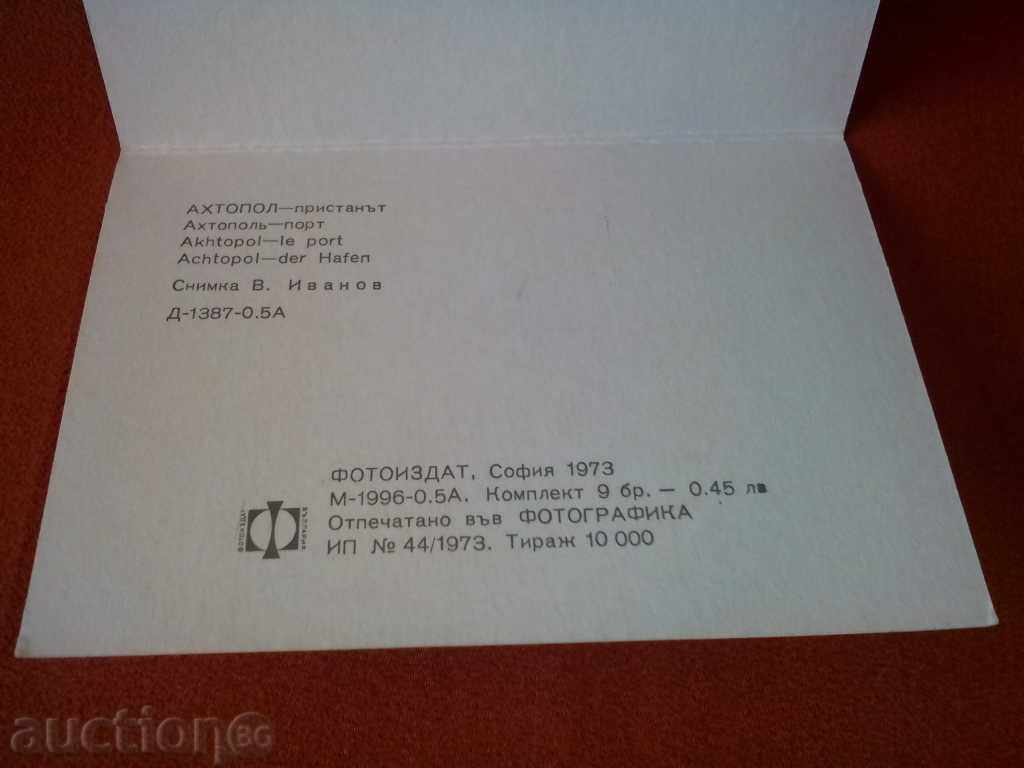 АХТОПОЛ—пристанът
Ахтополь—порт
Akhtopol—le port
Achtopol—der Hafen
Снимка В. Иванов
Д-1387-0.5А
ФОТОИЗДАТ, София 1973
М-1996-0.5А. Комплект 9 бр. — 0.45 лв
Отпечатано във ФОТОГРАФИКА
ИП № 44/1973. Тираж 10 000
ФОТОИЗДАТ
БЪЛГАРИЯ
auction.BG